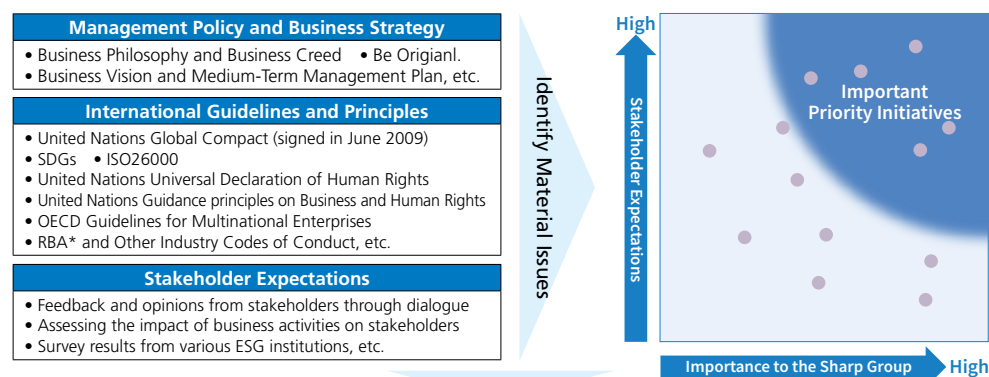 Management Policy and Business Strategy
• Business Philosophy and Business Creed • Be Origianl.
• Business Vision and Medium-Term Management Plan, etc.
International Guidelines and Principles
• United Nations Global Compact (signed in June 2009)
• SDGs • ISO26000
• United Nations Universal Declaration of Human Rights
• United Nations Guidance principles on Business and Human Rights
• OECD Guidelines for Multinational Enterprises
• RBA* and Other Industry Codes of Conduct, etc.
Stakeholder Expectations
• Feedback and opinions from stakeholders through dialogue
• Assessing the impact of business activities on stakeholders
• Survey results from various ESG institutions, etc.
Identify Material Issues
High
Stakeholder Expectations
Important
Priority Initiatives
Importance to the Sharp Group
High